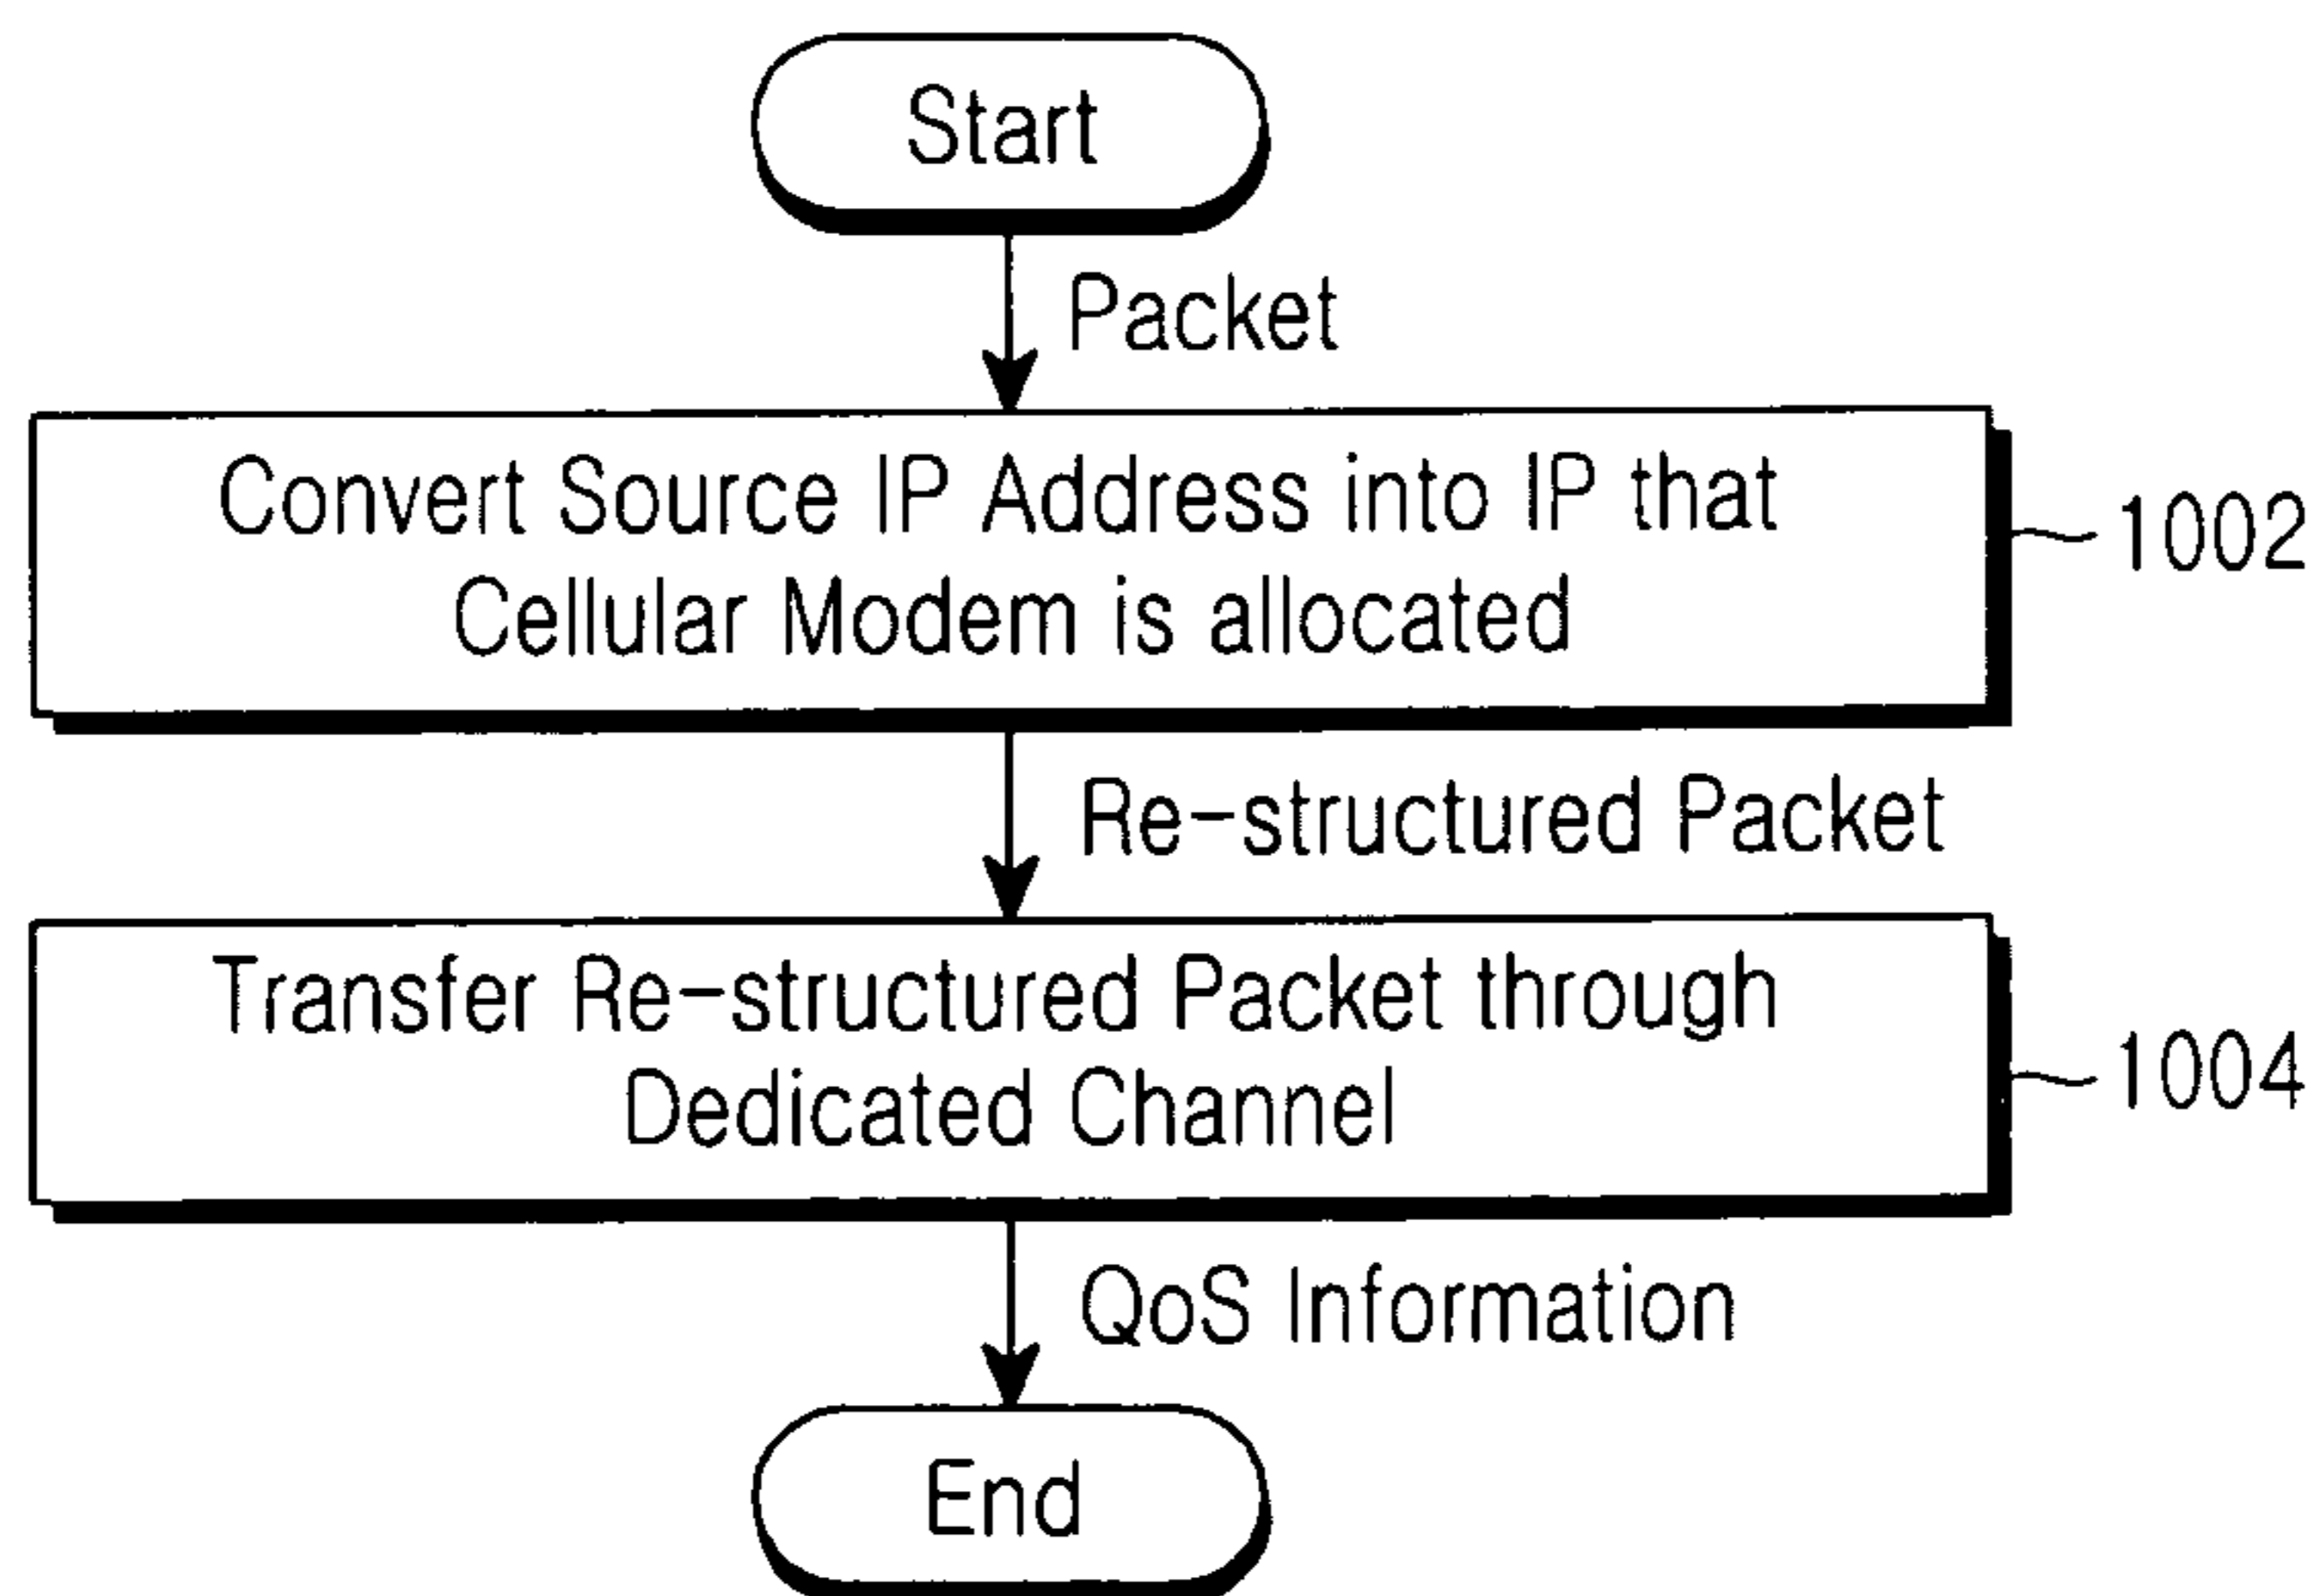 Start
Packet
Convert Source IP Address into IP that
Cellular Modem is allocated
1002
Re-structured Packet
Transfer Re-structured Packet through
Dedicated Channel
1004
QoS Information
End